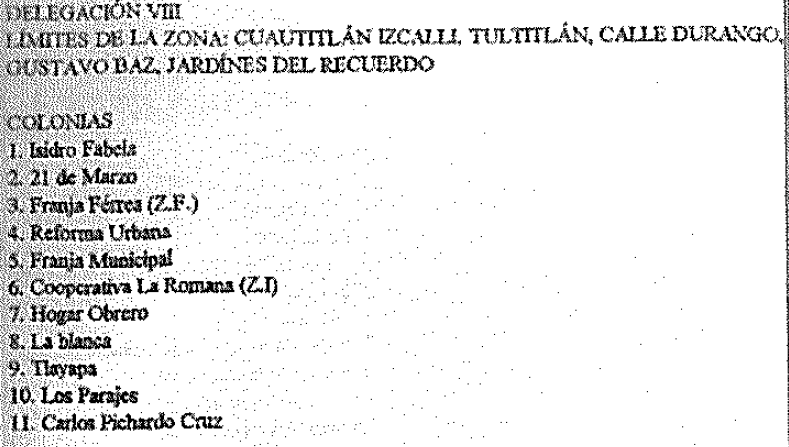 DELEGACIÓN VIII
LIMITES DE LA ZONA: CUAUTITLÁN IZCALLI, TULTITLÁN, CALLE DURANGO,
GUSTAVO BAZ, JARDÍNES DEL RECUERDO
COLONIAS
1. Isidro Fabela
2. 21 de Marzo
3. Franja Férrea (Z.F.)
4. Reforma Urbana
5. Franja Municipal
6. Cooperativa La Romana (Z.I)
7. Hogar Obrero
8. La blanca
9. Tlayapa
10. Los Parajes
11. Carlos Pichardo Cruz